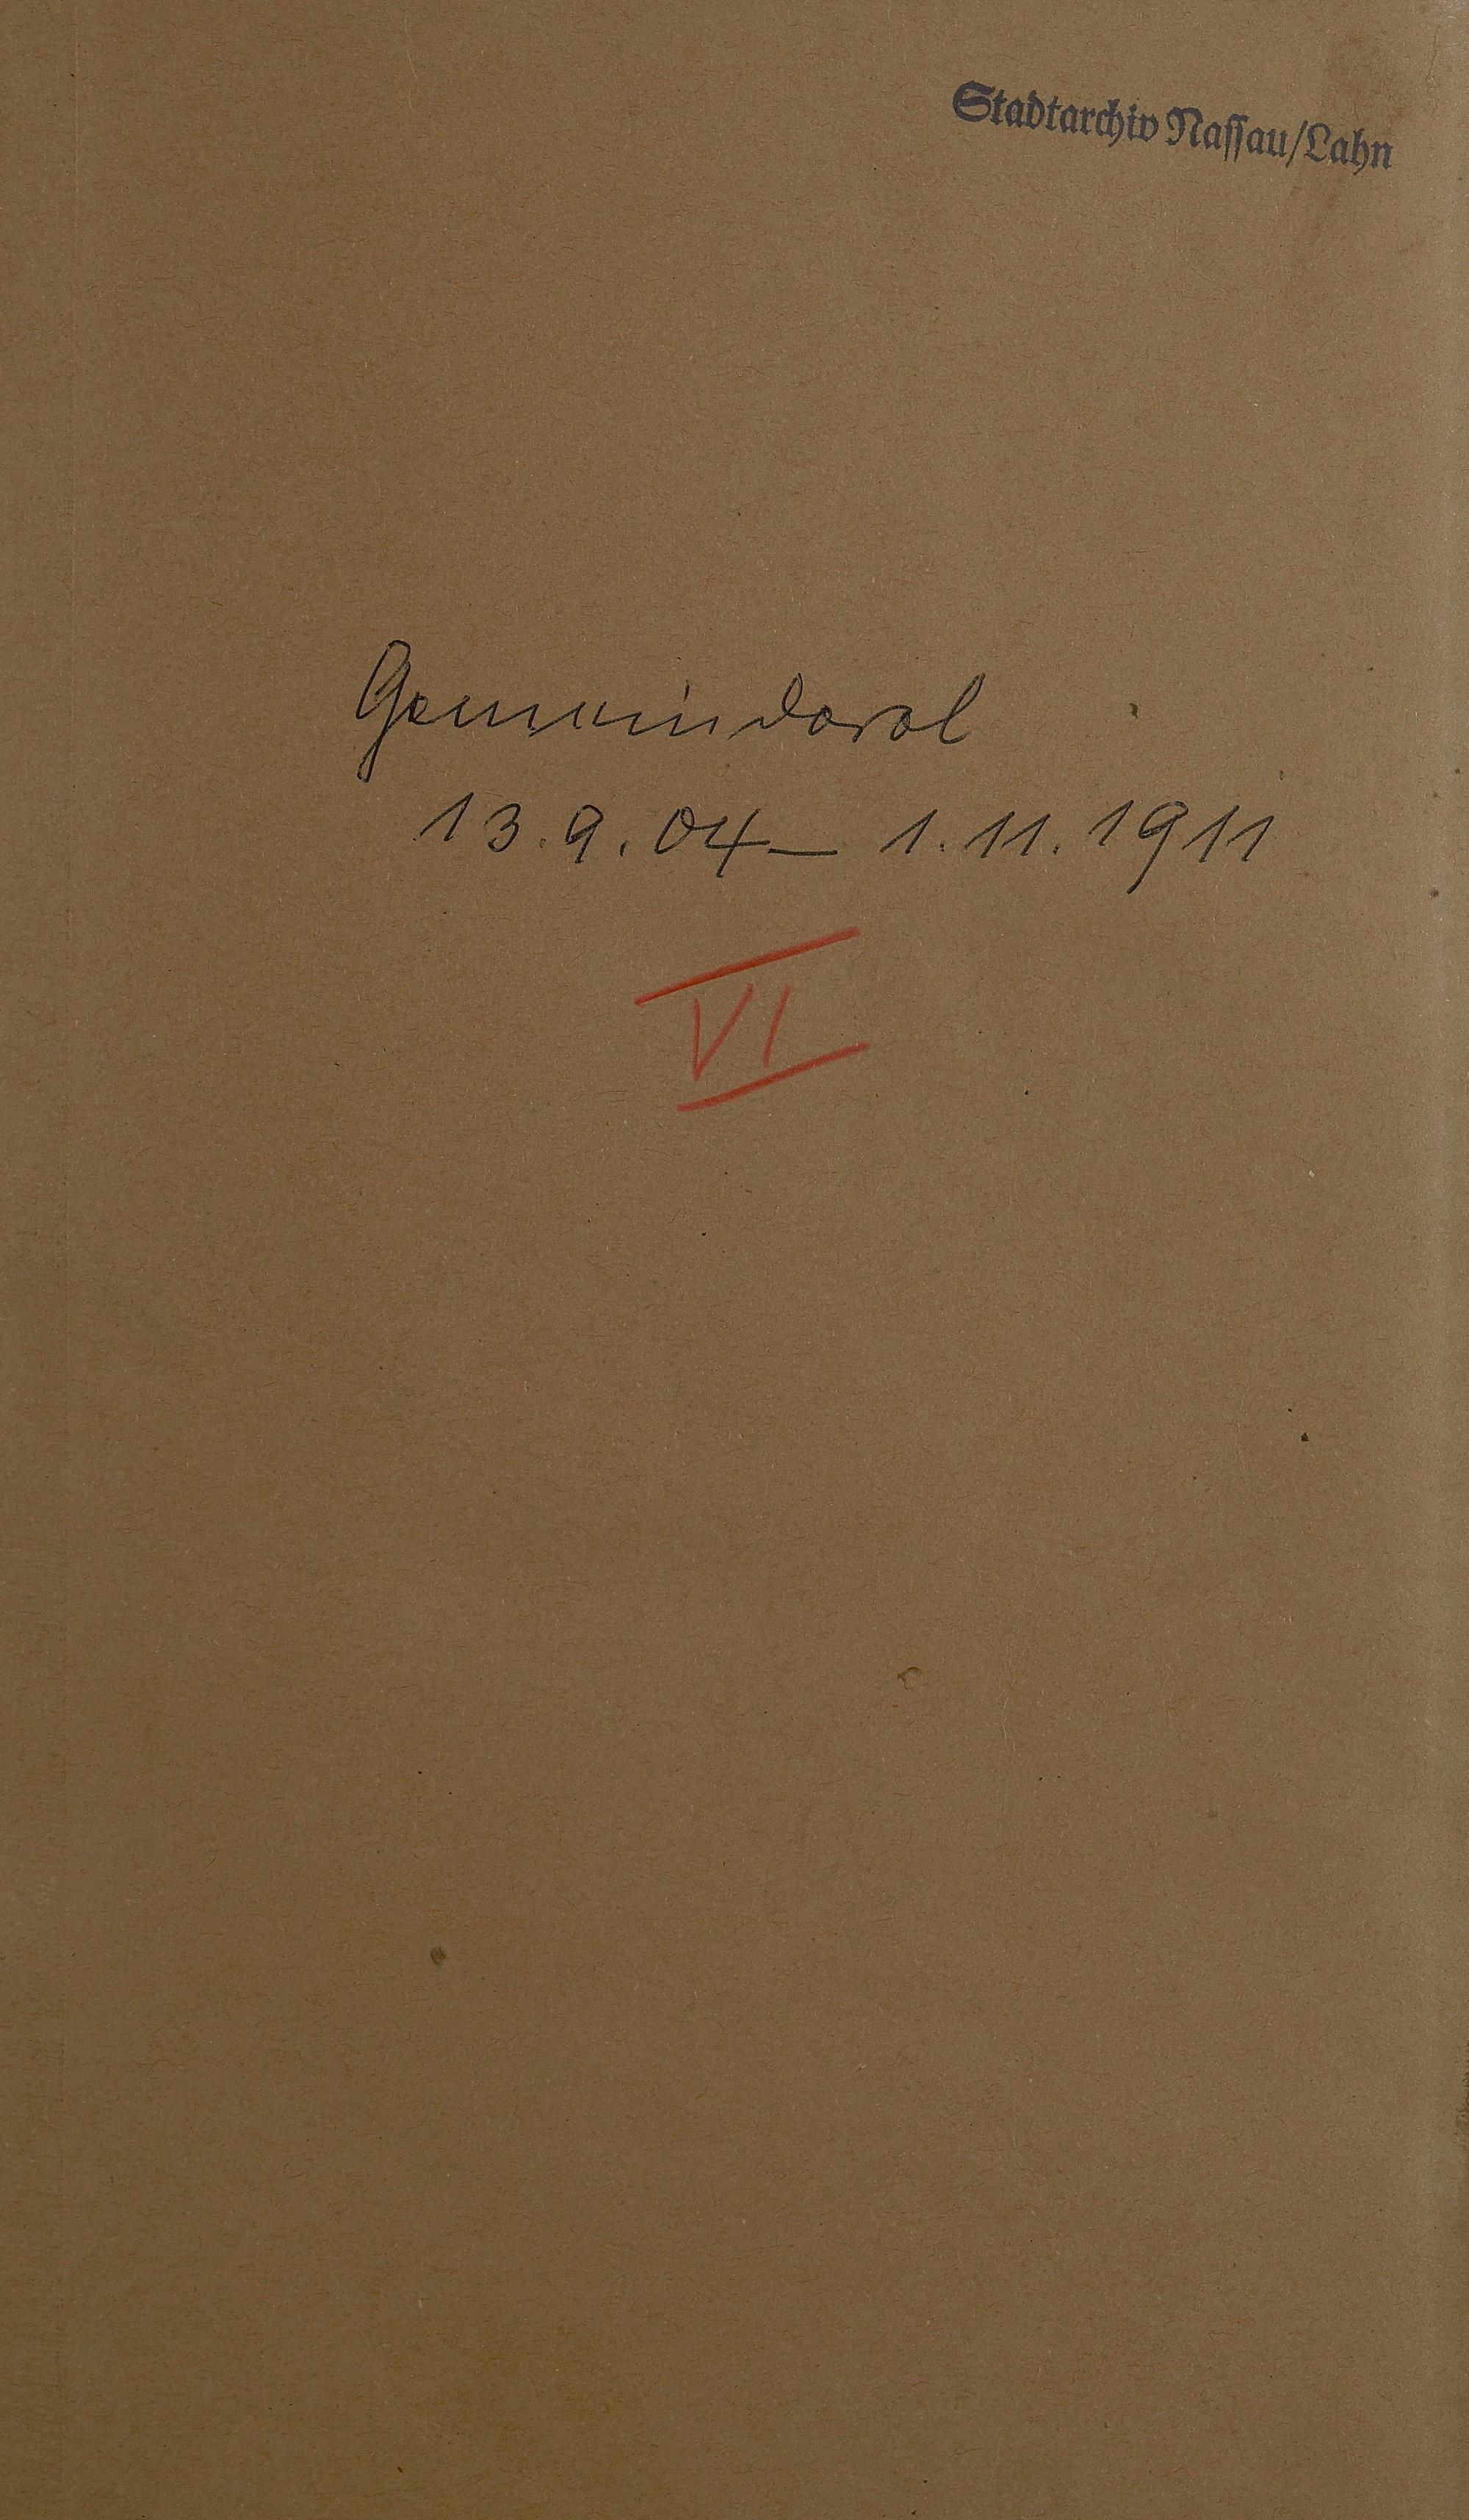 Stadtarchiv Nassau/Lahn
Gemeinderat
13.9.04 – 1.11.1911
VI